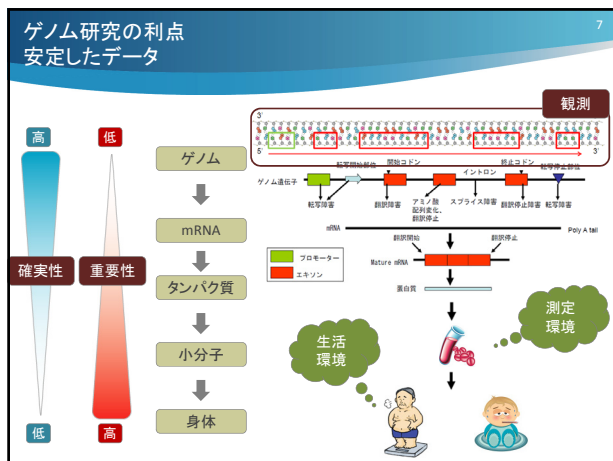 ゲノム研究の利点
安定したデータ
7
観測
3'
5'
高
低
確実性
重要性
低
高
ゲノム
mRNA
タンパク質
小分子
身体
転写開始部位
開始コドン
イントロン
終止コドン
転写停止部位
ゲノム遺伝子
転写障害
翻訳障害
アミノ酸
配列変化、
翻訳停止
スプライス障害
翻訳停止障害
転写障害
mRNA
Poly A tail
翻訳開始
翻訳停止
プロモーター
エキソン
Mature mRNA
蛋白質
生活
環境
測定
環境